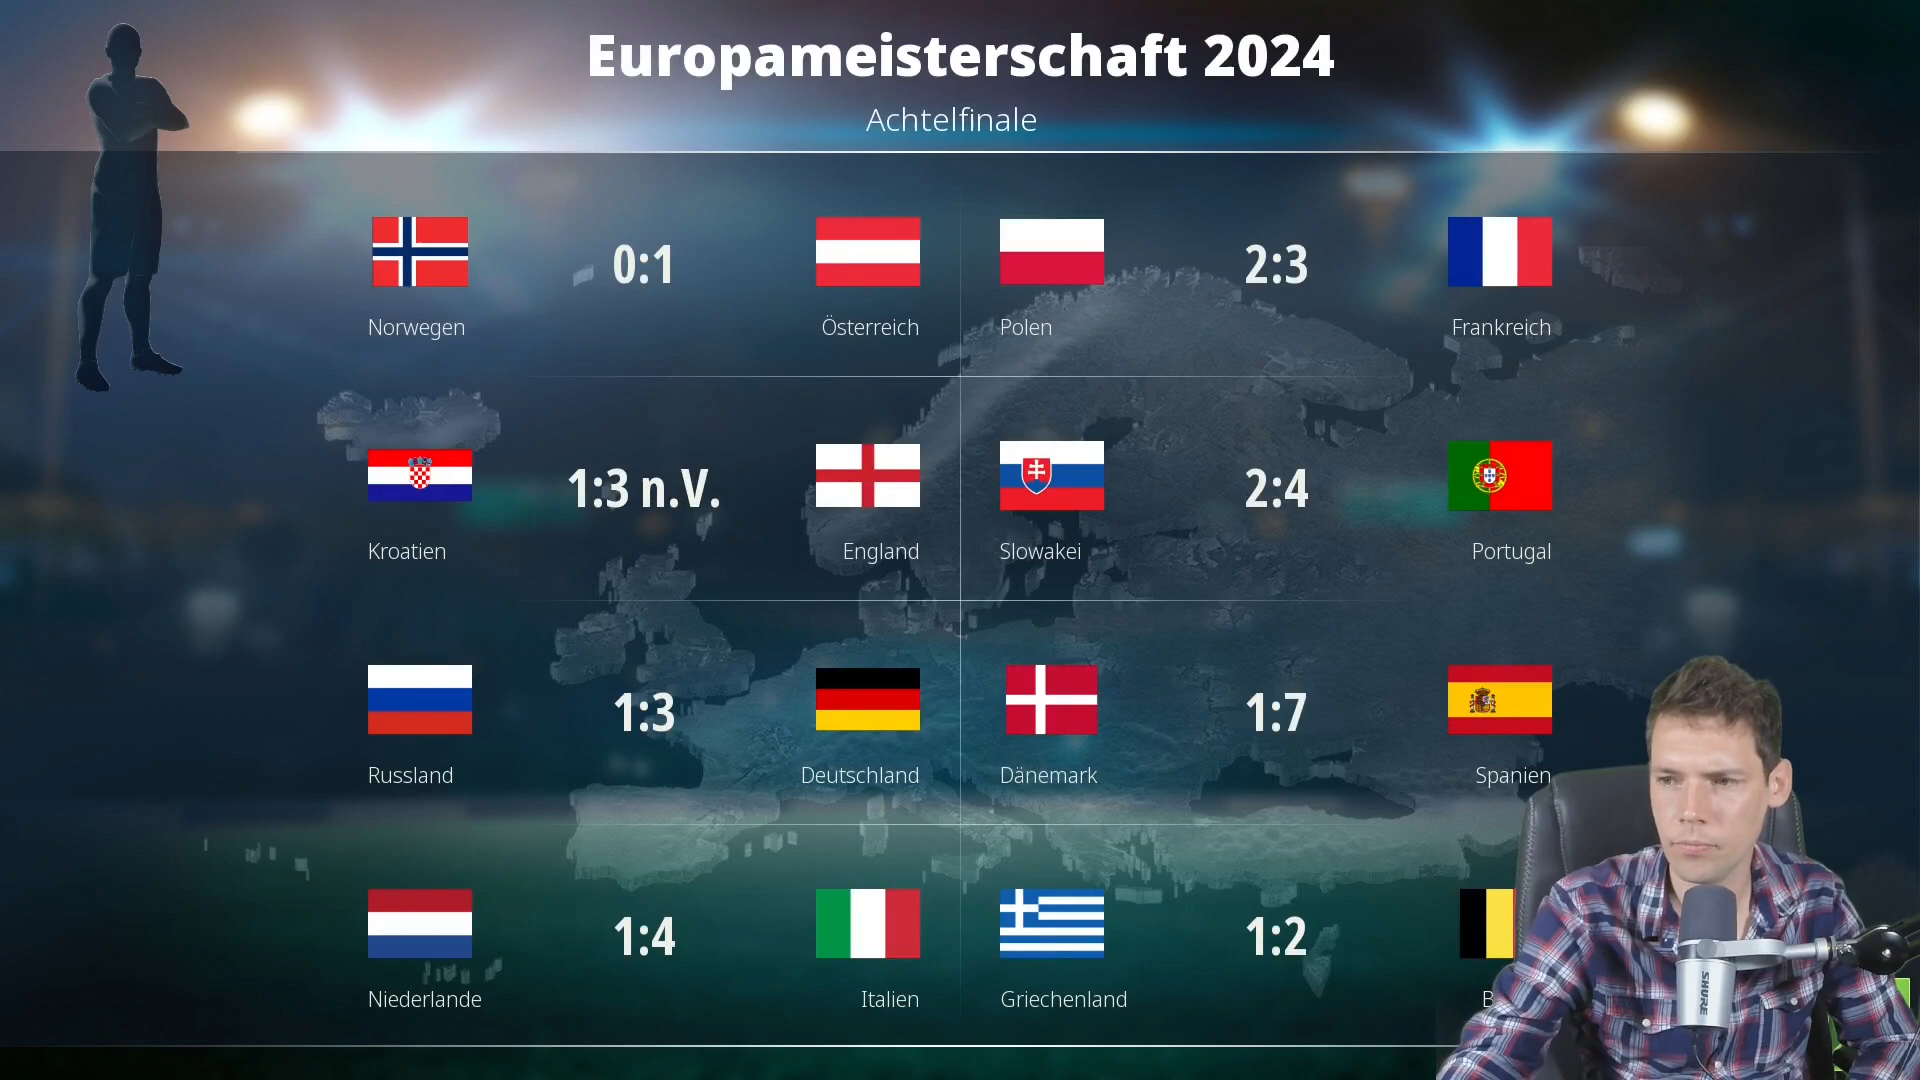 Europameisterschaft 2024
Achtelfinale
0:1
2:3
Norwegen
Österreich
Polen
Frankreich
1:3 n.V.
2:4
Kroatien
England
Slowakei
Portugal
1:3
1:7
Russland
Deutschland
Dänemark
Spanien
1:4
1:2
Niederlande
Italien
Griechenland
SHURE